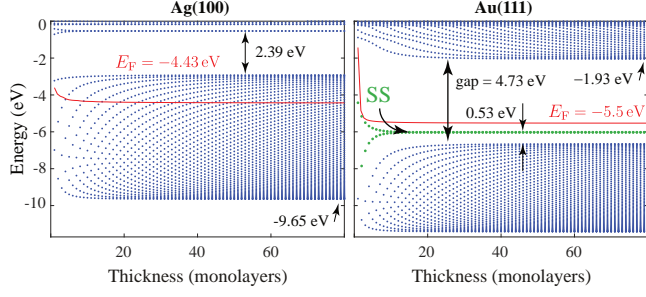 Ag(100)
Au(111)
0
-2
-4
-6
-8
-10
Energy (eV)
2.39 eV
E_F = −4.43 eV
-9.65 eV
20
40
60
80
Thickness (monolayers)
gap = 4.73 eV
−1.93 eV
SS
0.53 eV
E_F = −5.5 eV
20
40
60
80
Thickness (monolayers)